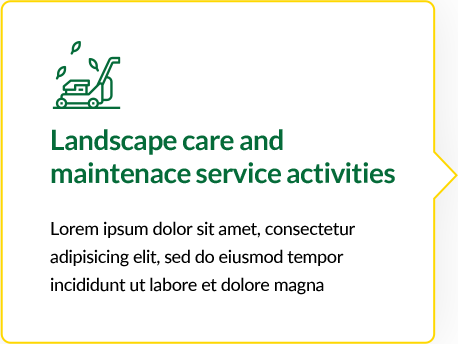 Landscape care and
maintenace service activities
Lorem ipsum dolor sit amet, consectetur
adipisicing elit, sed do eiusmod tempor
incididunt ut labore et dolore magna